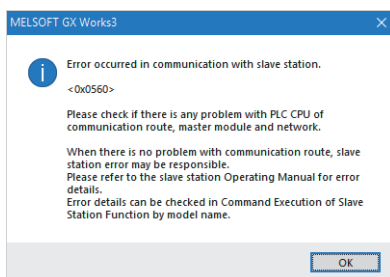 MELSOFT GX Works3
Error occurred in communication with slave station.
<0x0560>
Please check if there is any problem with PLC CPU of
communication route, master module and network.
When there is no problem with communication route, slave
station error may be responsible.
Please refer to the slave station Operating Manual for error
details.
Error details can be checked in Command Execution of Slave
Station Function by model name.
OK